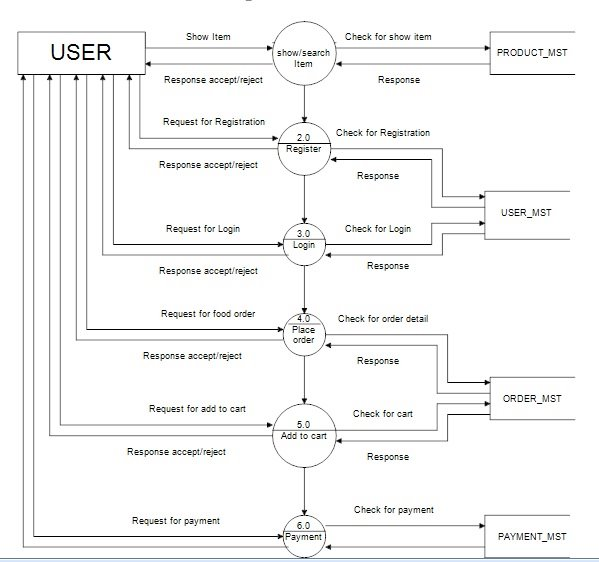 Show Item
Check for show item
USER
show/search
Item
PRODUCT_MST
Response accept/reject
Response
Request for Registration
Check for Registration
2.0
Register
Response accept/reject
Response
USER_MST
Request for Login
Check for Login
3.0
Login
Response accept/reject
Response
Request for food order
Check for order detail
4.0
Place
order
Response accept/reject
Response
ORDER_MST
Request for add to cart
Check for cart
5.0
Add to cart
Response accept/reject
Response
Request for payment
Check for payment
6.0
Payment
PAYMENT_MST